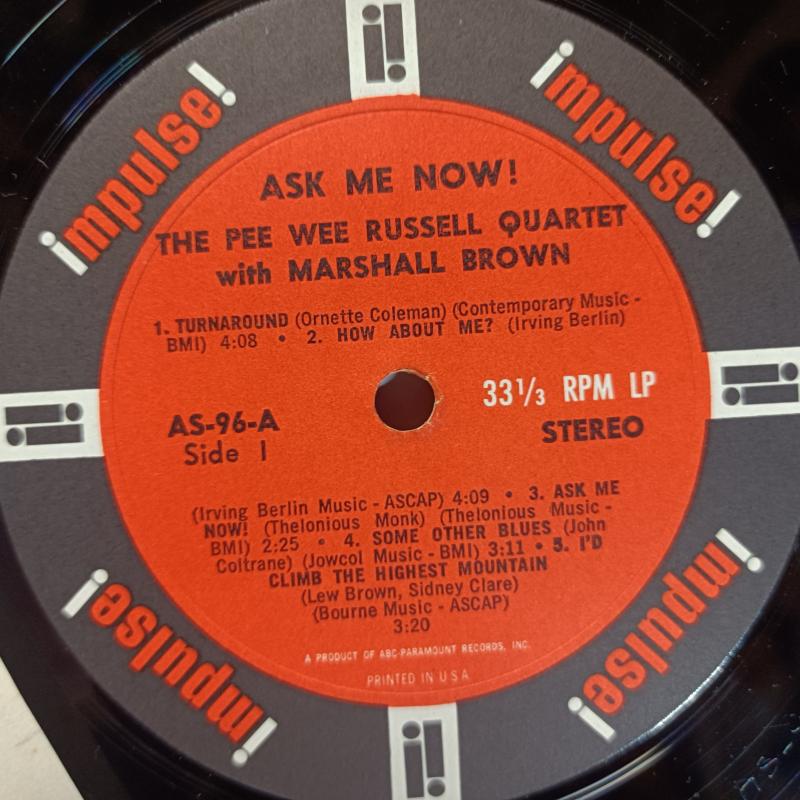 impulse!
impulse!
ASK ME NOW!
THE PEE WEE RUSSELL QUARTET
with MARSHALL BROWN
1. TURNAROUND (Ornette Coleman) (Contemporary Music -
BMI) 4:08 • 2. HOW ABOUT ME? (Irving Berlin)
33⅓ RPM LP
AS-96-A
STEREO
Side I
(Irving Berlin Music - ASCAP) 4:09 • 3. ASK ME
NOW! (Thelonious Monk) (Thelonious Music -
BMI) 2:25 • 4. SOME OTHER BLUES (John
Coltrane) (Jowcol Music - BMI) 3:11 • 5. I'D
CLIMB THE HIGHEST MOUNTAIN
(Lew Brown, Sidney Clare)
(Bourne Music - ASCAP)
3:20
A PRODUCT OF ABC-PARAMOUNT RECORDS, INC.
PRINTED IN U S A
impulse!
impulse!